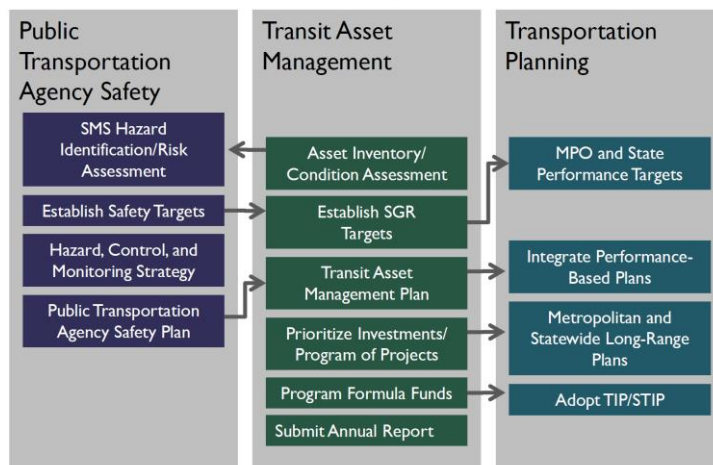 Public
Transportation
Agency Safety
SMS Hazard
Identification/Risk
Assessment
Establish Safety Targets
Hazard, Control, and
Monitoring Strategy
Public Transportation
Agency Safety Plan
Transit Asset
Management
Asset Inventory/
Condition Assessment
Establish SGR
Targets
Transit Asset
Management Plan
Prioritize Investments/
Program of Projects
Program Formula Funds
Submit Annual Report
Transportation
Planning
MPO and State
Performance Targets
Integrate Performance-
Based Plans
Metropolitan and
Statewide Long-Range
Plans
Adopt TIP/STIP